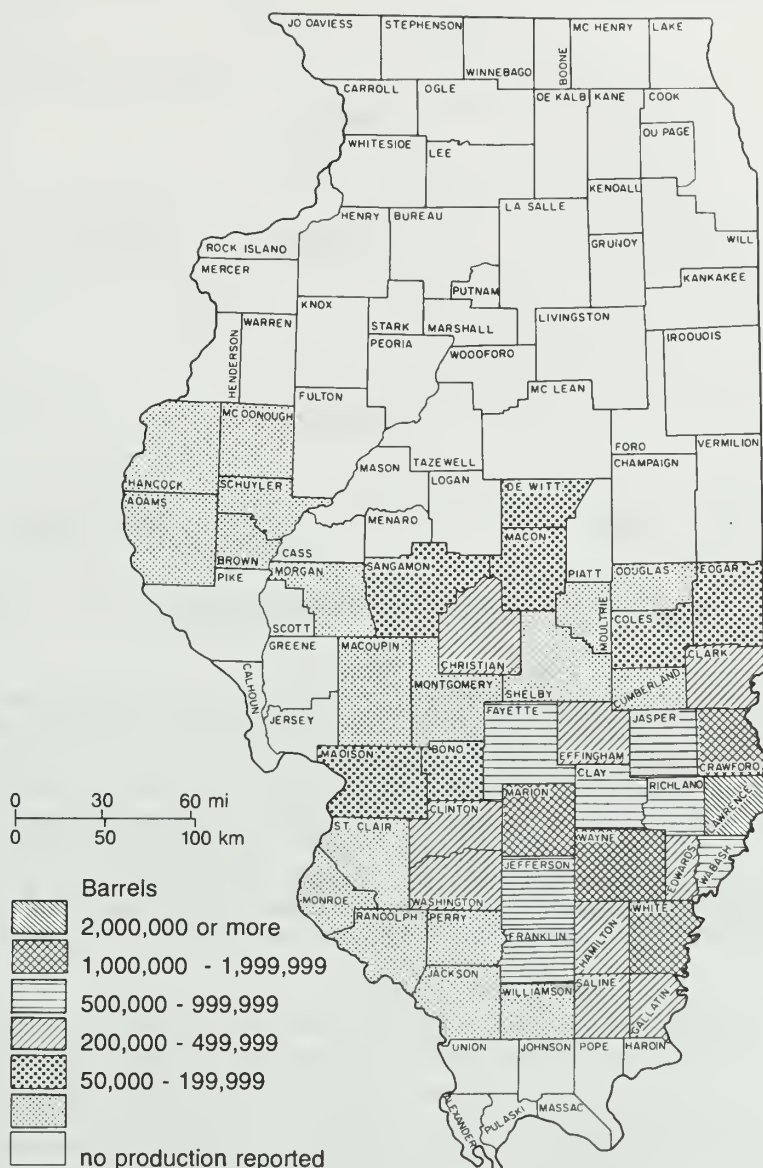 JO DAVIESS
STEPHENSON
WINNEBAGO
BOONE
MC HENRY
LAKE
CARROLL
OGLE
DE KALB
KANE
COOK
DU PAGE
WHITESIDE
LEE
KENDALL
LA SALLE
HENRY
BUREAU
WILL
GRUNDY
ROCK ISLAND
MERCER
PUTNAM
KANKAKEE
KNOX
STARK
MARSHALL
LIVINGSTON
WARREN
HENDERSON
PEORIA
WOODFORD
IROQUOIS
FULTON
MC LEAN
MC DONOUGH
TAZEWELL
FORD
VERMILION
MASON
LOGAN
CHAMPAIGN
HANCOCK
SCHUYLER
DE WITT
ADAMS
MENARD
MACON
BROWN
CASS
PIKE
MORGAN
SANGAMON
PIATT
DOUGLAS
EDGAR
SCOTT
MOULTRIE
COLES
GREENE
MACOUPIN
CHRISTIAN
CLARK
CALHOUN
MONTGOMERY
SHELBY
CUMBERLAND
JERSEY
FAYETTE
JASPER
MADISON
BOND
EFFINGHAM
CRAWFORD
CLAY
RICHLAND
LAWRENCE
MARION
CLINTON
ST. CLAIR
WAYNE
EDWARDS
WABASH
JEFFERSON
MONROE
WASHINGTON
RANDOLPH
PERRY
HAMILTON
WHITE
FRANKLIN
JACKSON
WILLIAMSON
SALINE
GALLATIN
UNION
JOHNSON
POPE
HARDIN
ALEXANDER
PULASKI
MASSAC
0 30 60 mi
0 50 100 km
Barrels
2,000,000 or more
1,000,000 - 1,999,999
500,000 - 999,999
200,000 - 499,999
50,000 - 199,999
no production reported